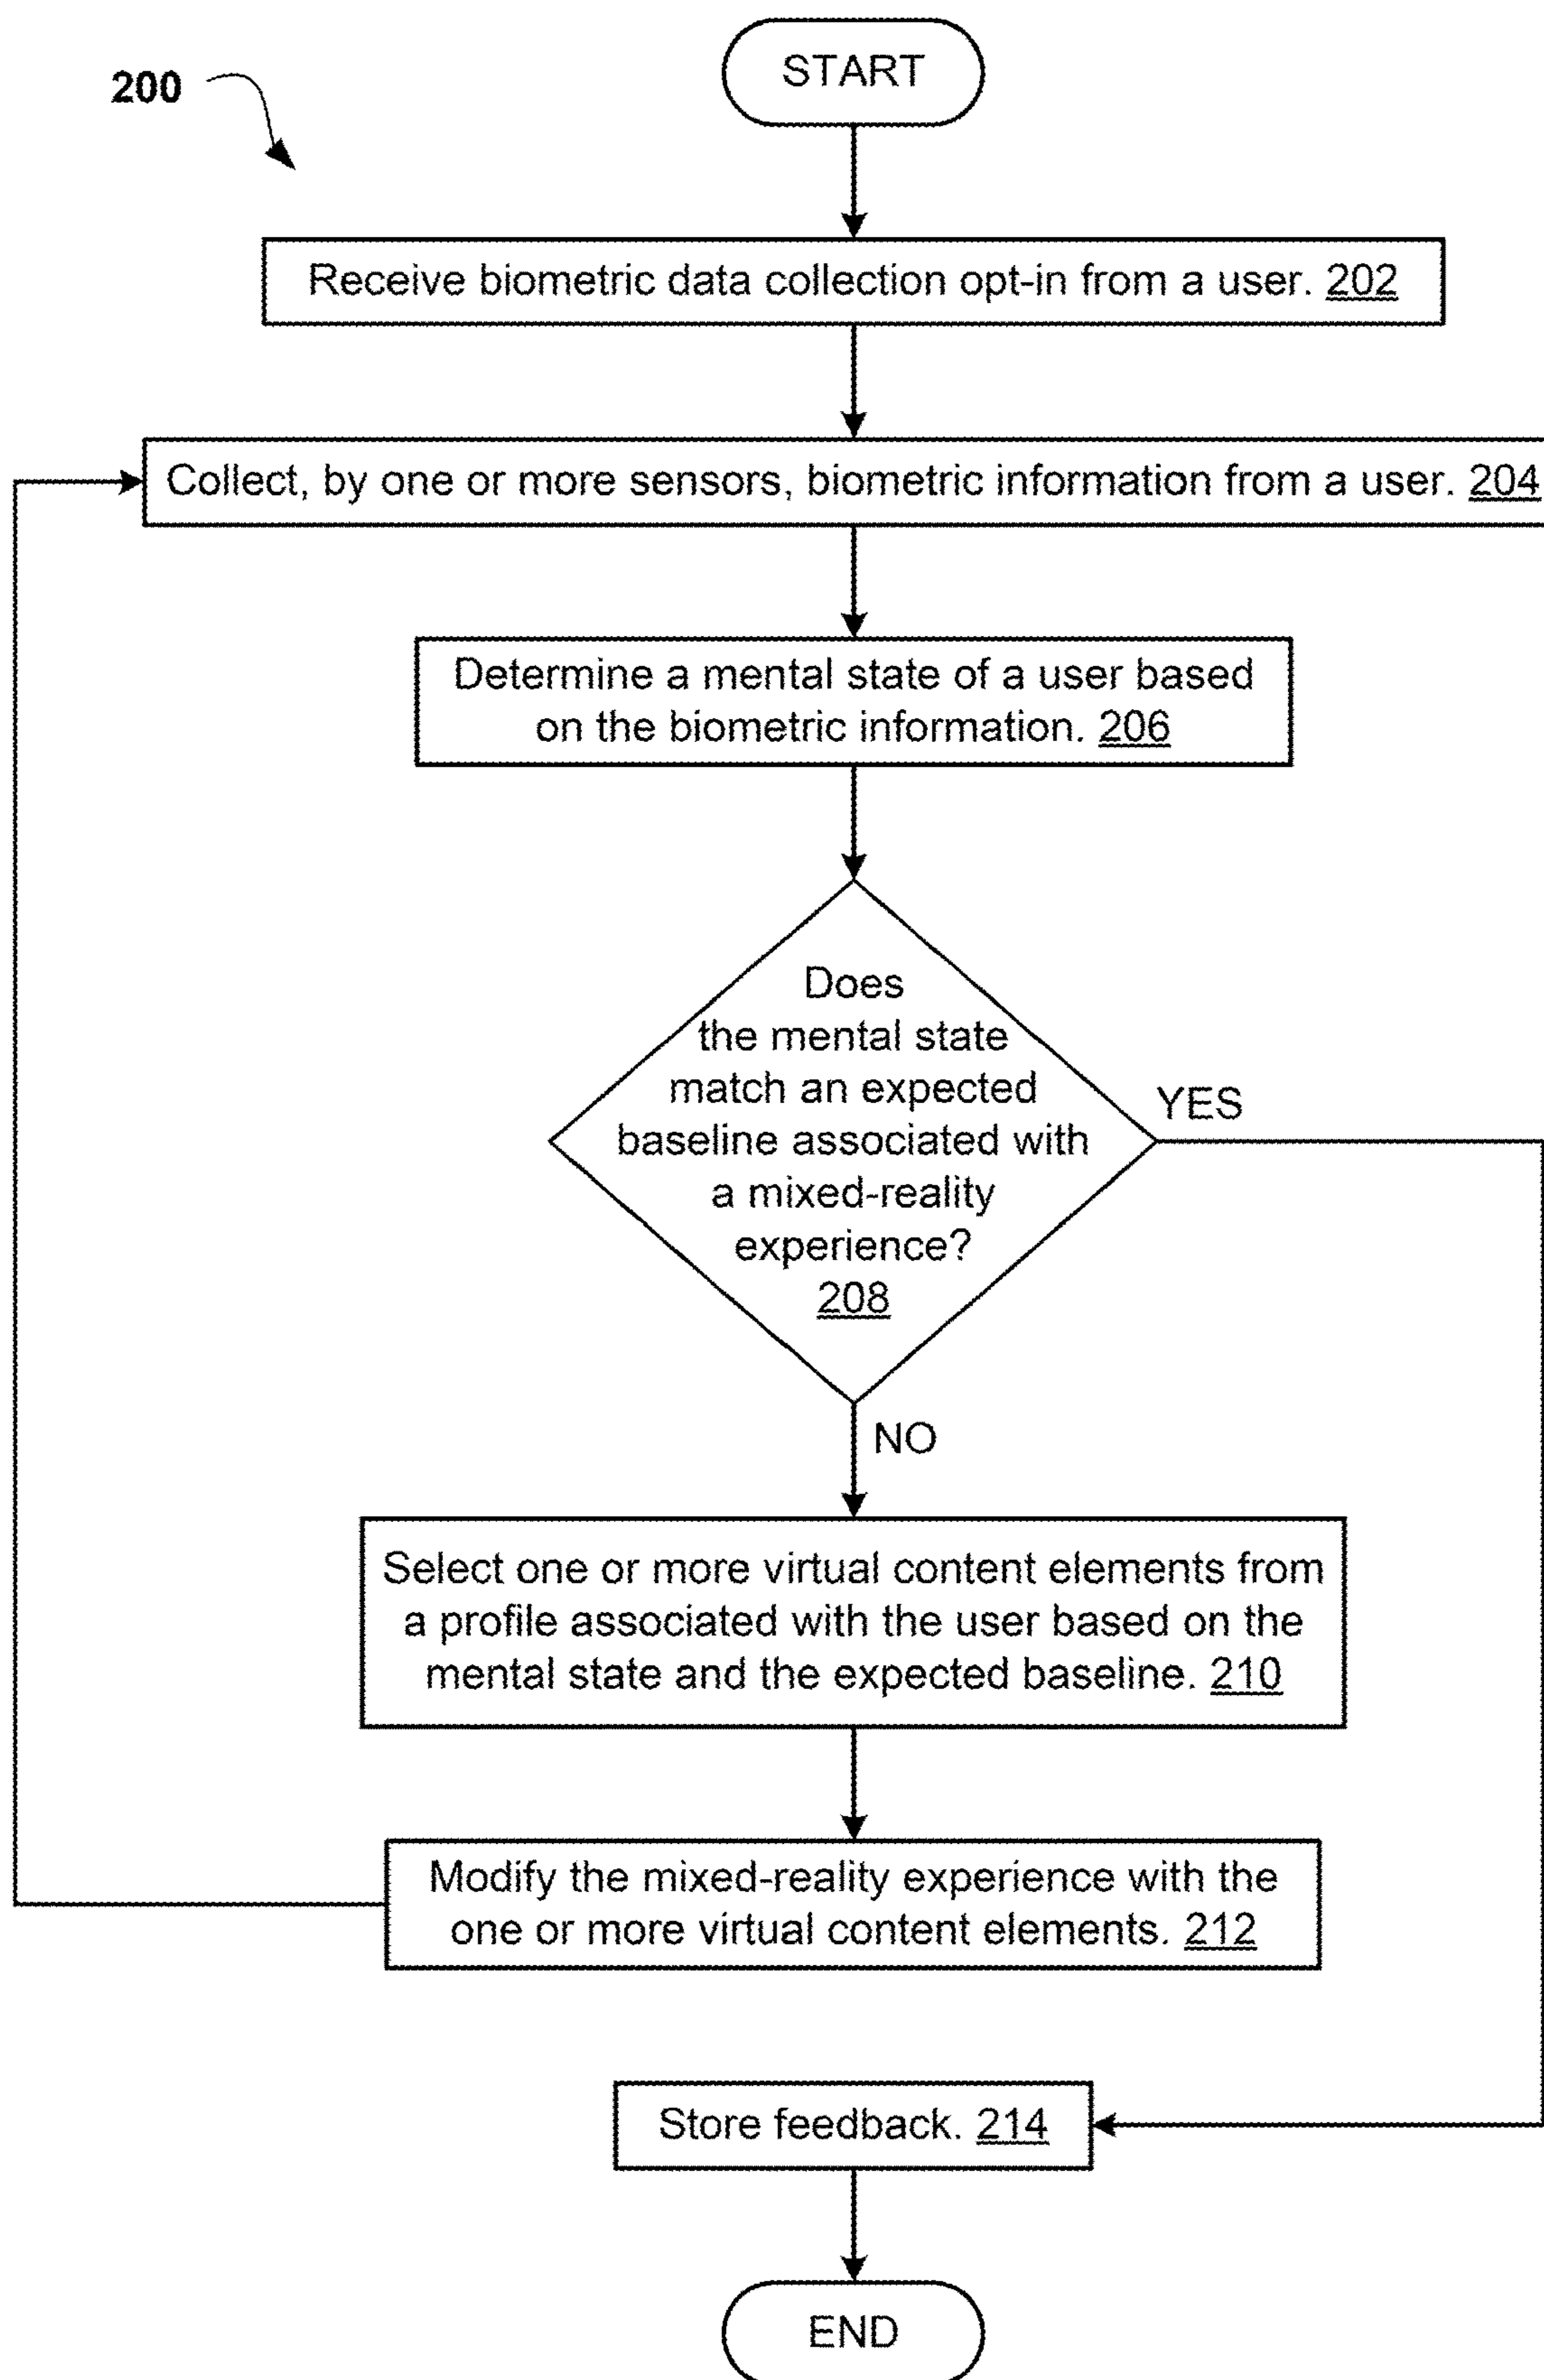 200
START
Receive biometric data collection opt-in from a user. 202
Collect, by one or more sensors, biometric information from a user. 204
Determine a mental state of a user based
on the biometric information. 206
Does
the mental state
match an expected
baseline associated with
a mixed-reality
experience?
208
YES
NO
Select one or more virtual content elements from
a profile associated with the user based on the
mental state and the expected baseline. 210
Modify the mixed-reality experience with the
one or more virtual content elements. 212
Store feedback. 214
END